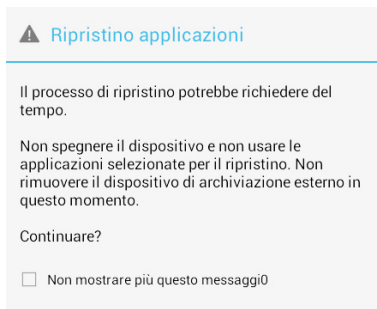 Ripristino applicazioni
Il processo di ripristino potrebbe richiedere del
tempo.
Non spegnere il dispositivo e non usare le
applicazioni selezionate per il ripristino. Non
rimuovere il dispositivo di archiviazione esterno in
questo momento.
Continuare?
Non mostrare più questo messaggi0